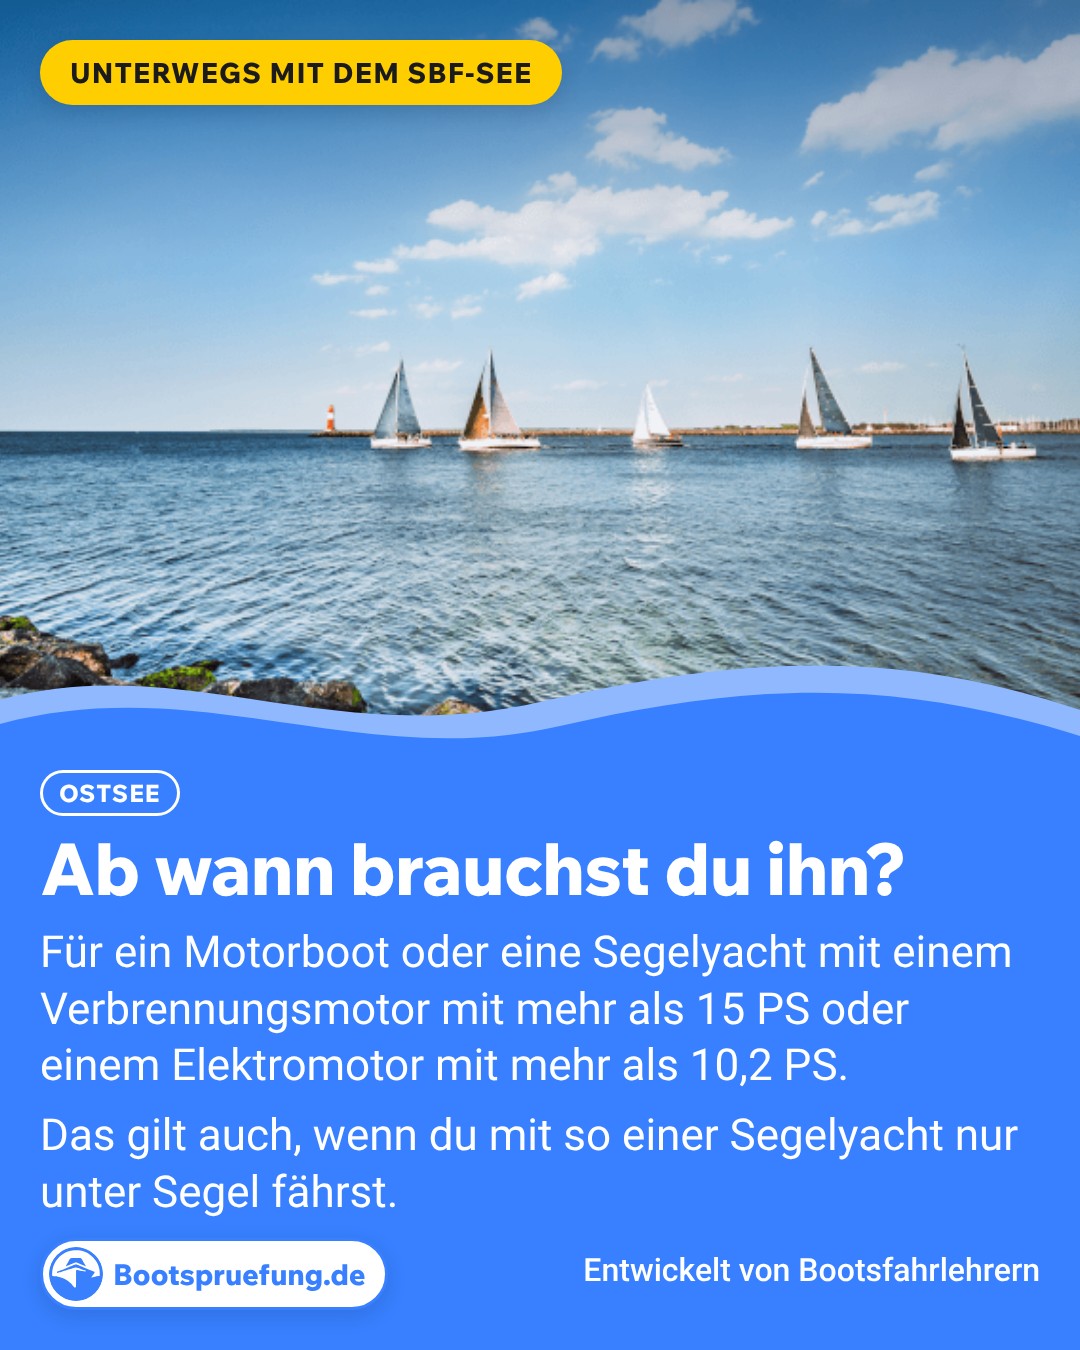 UNTERWEGS MIT DEM SBF-SEE
OSTSEE
Ab wann brauchst du ihn?
Für ein Motorboot oder eine Segelyacht mit einem
Verbrennungsmotor mit mehr als 15 PS oder
einem Elektromotor mit mehr als 10,2 PS.
Das gilt auch, wenn du mit so einer Segelyacht nur
unter Segel fährst.
Bootspruefung.de
Entwickelt von Bootsfahrlehrern